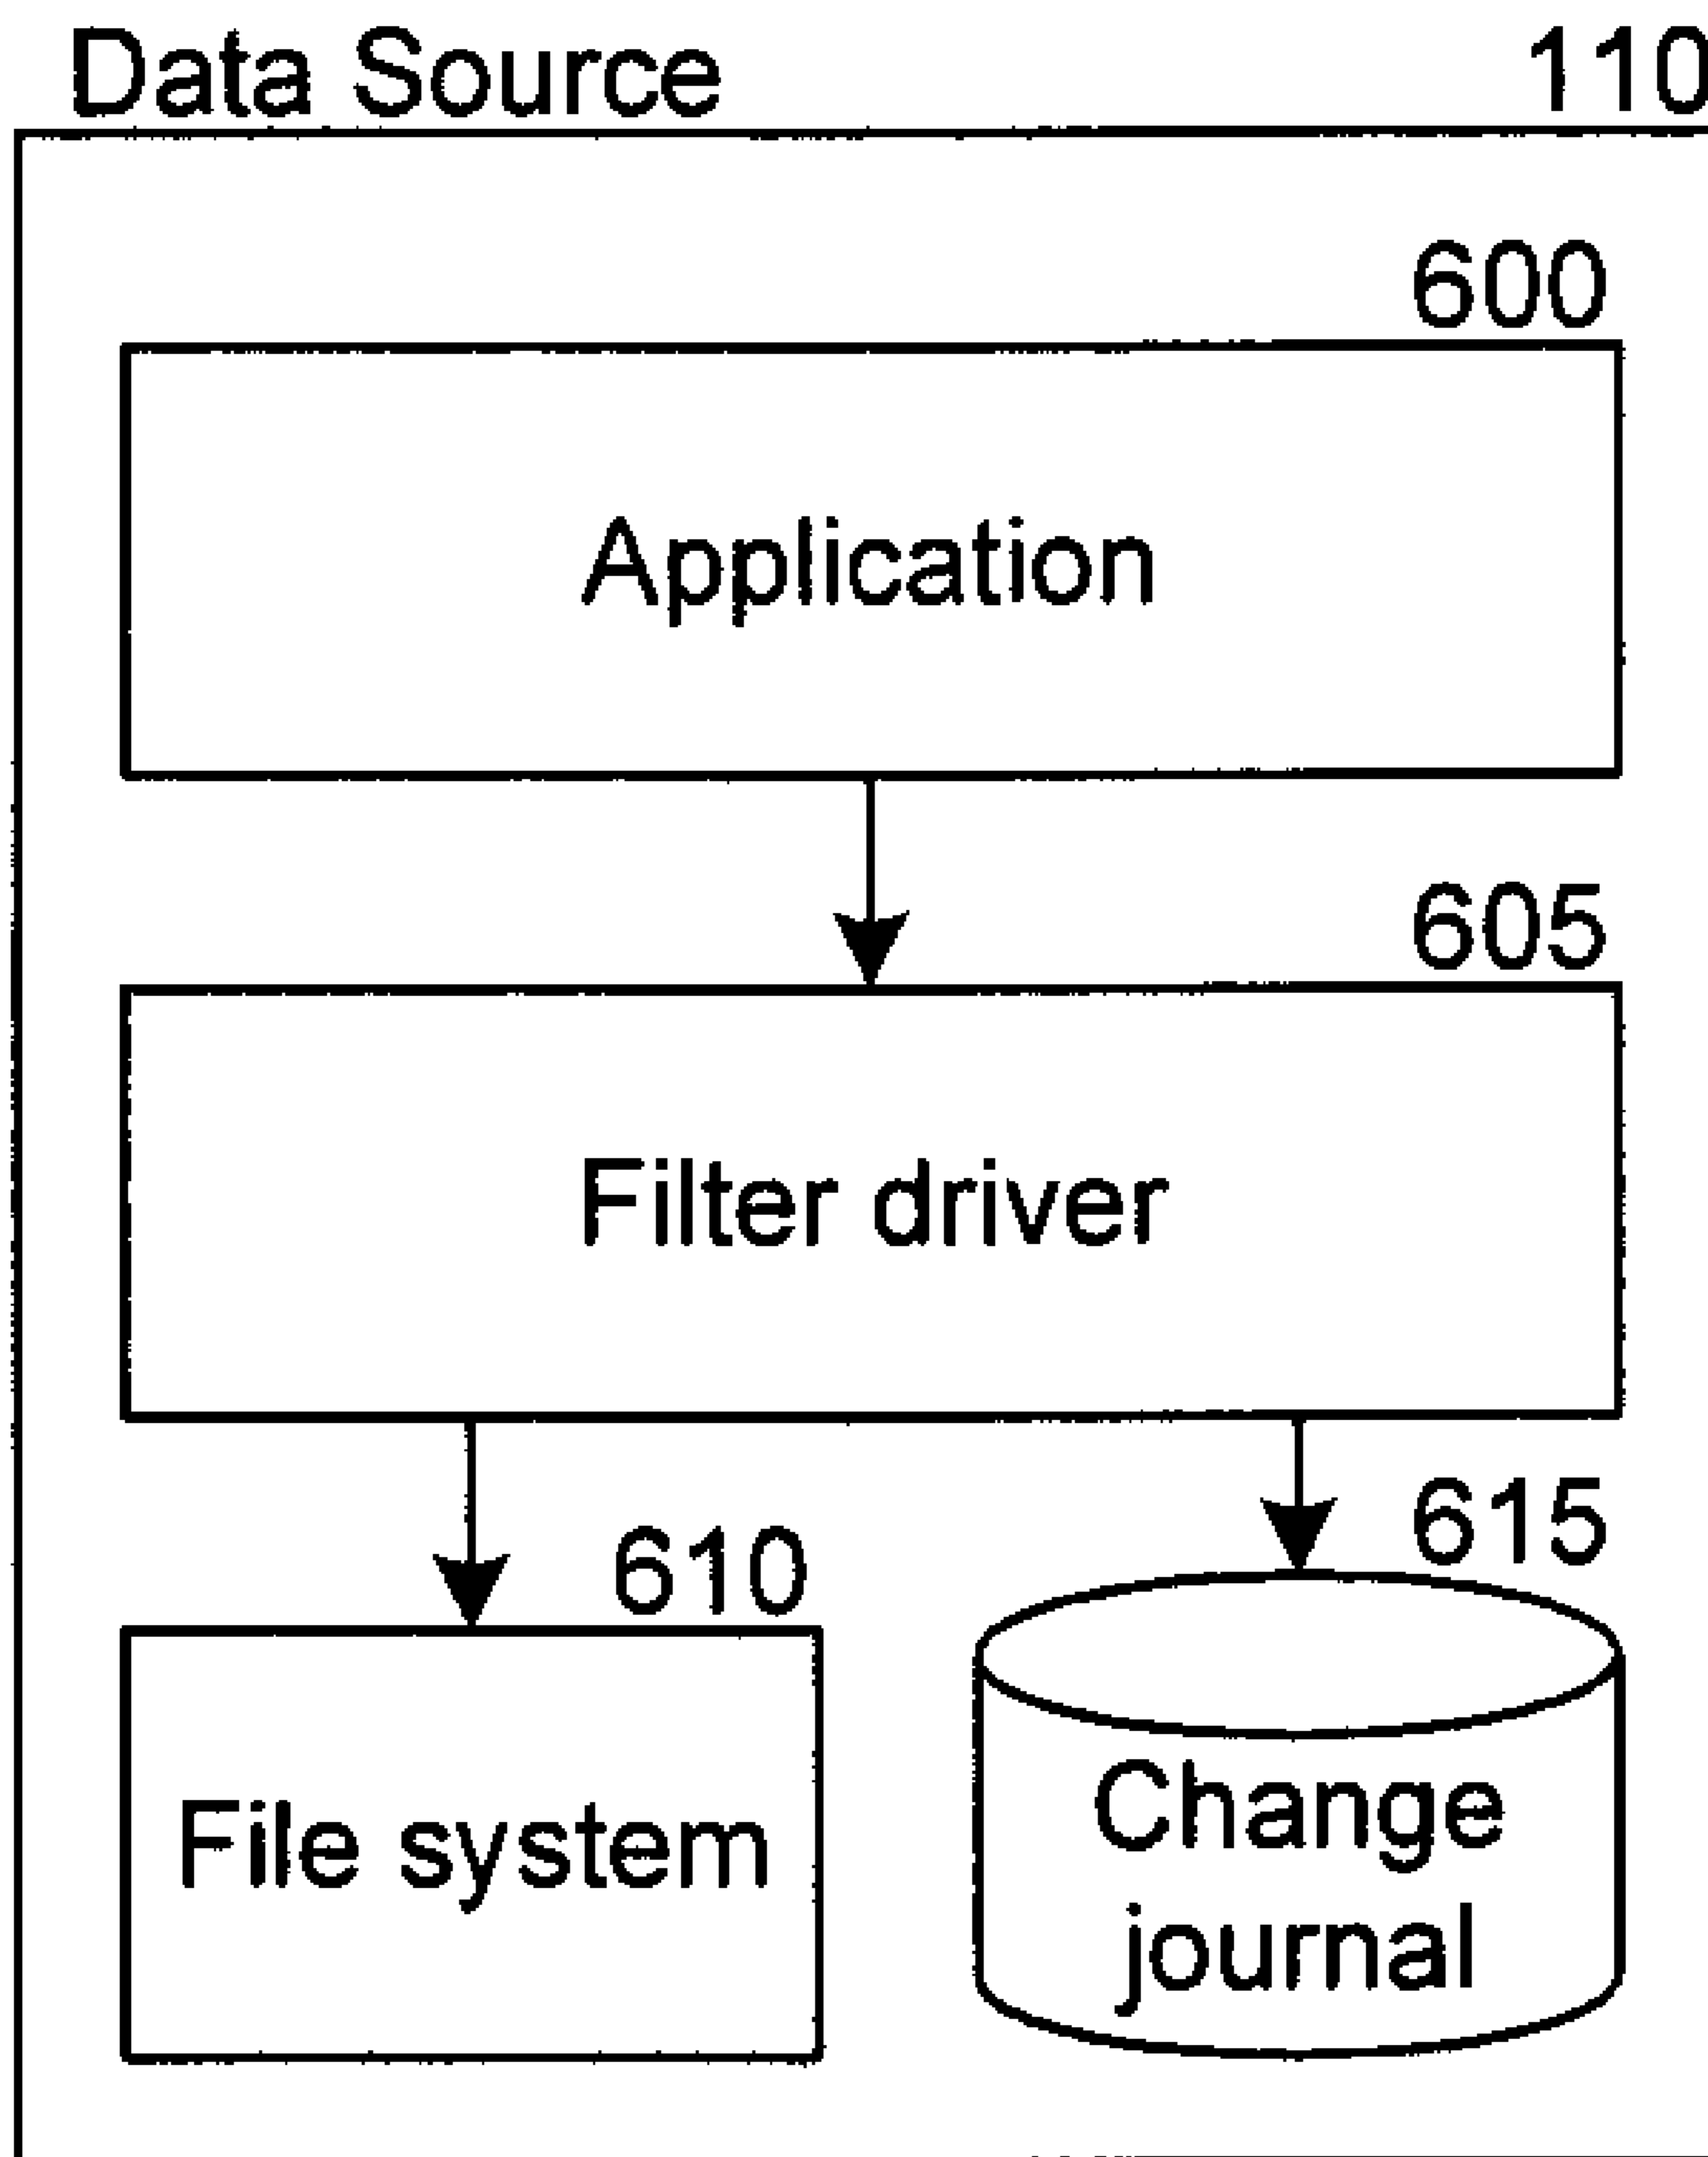 Data Source 110
600
Application
605
Filter driver
615
610
File system
Change
journal